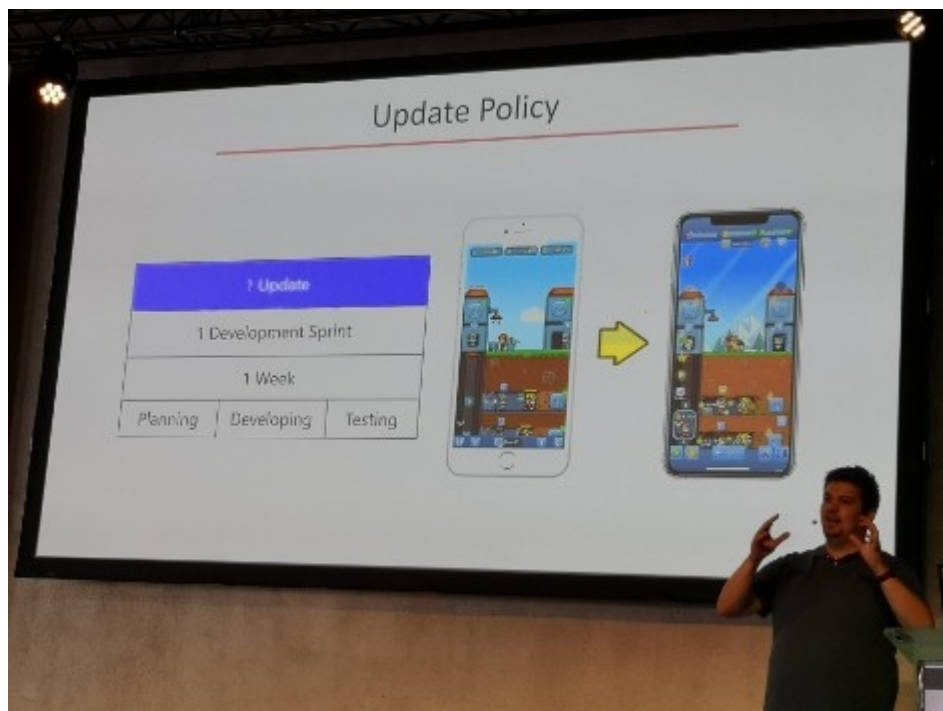 Update Policy
? Update
1 Development Sprint
1 Week
Planning Developing Testing